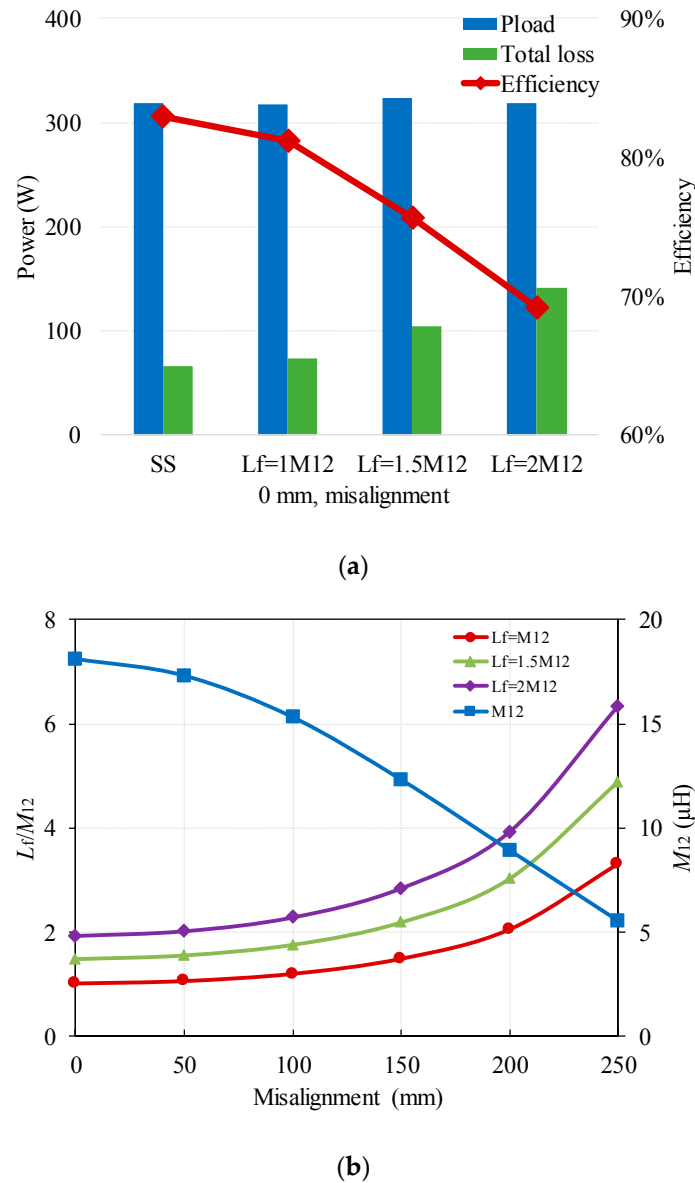 400
300
200
100
0
Power (W)
Pload
Total loss
Efficiency
90%
80%
70%
60%
Efficiency
SS
Lf=1M12
Lf=1.5M12
Lf=2M12
0 mm, misalignment
(a)
8
6
4
2
0
Lf/M12
Lf=M12
Lf=1.5M12
Lf=2M12
M12
20
15
10
5
0
M12 (μH)
0
50
100
150
200
250
Misalignment (mm)
(b)